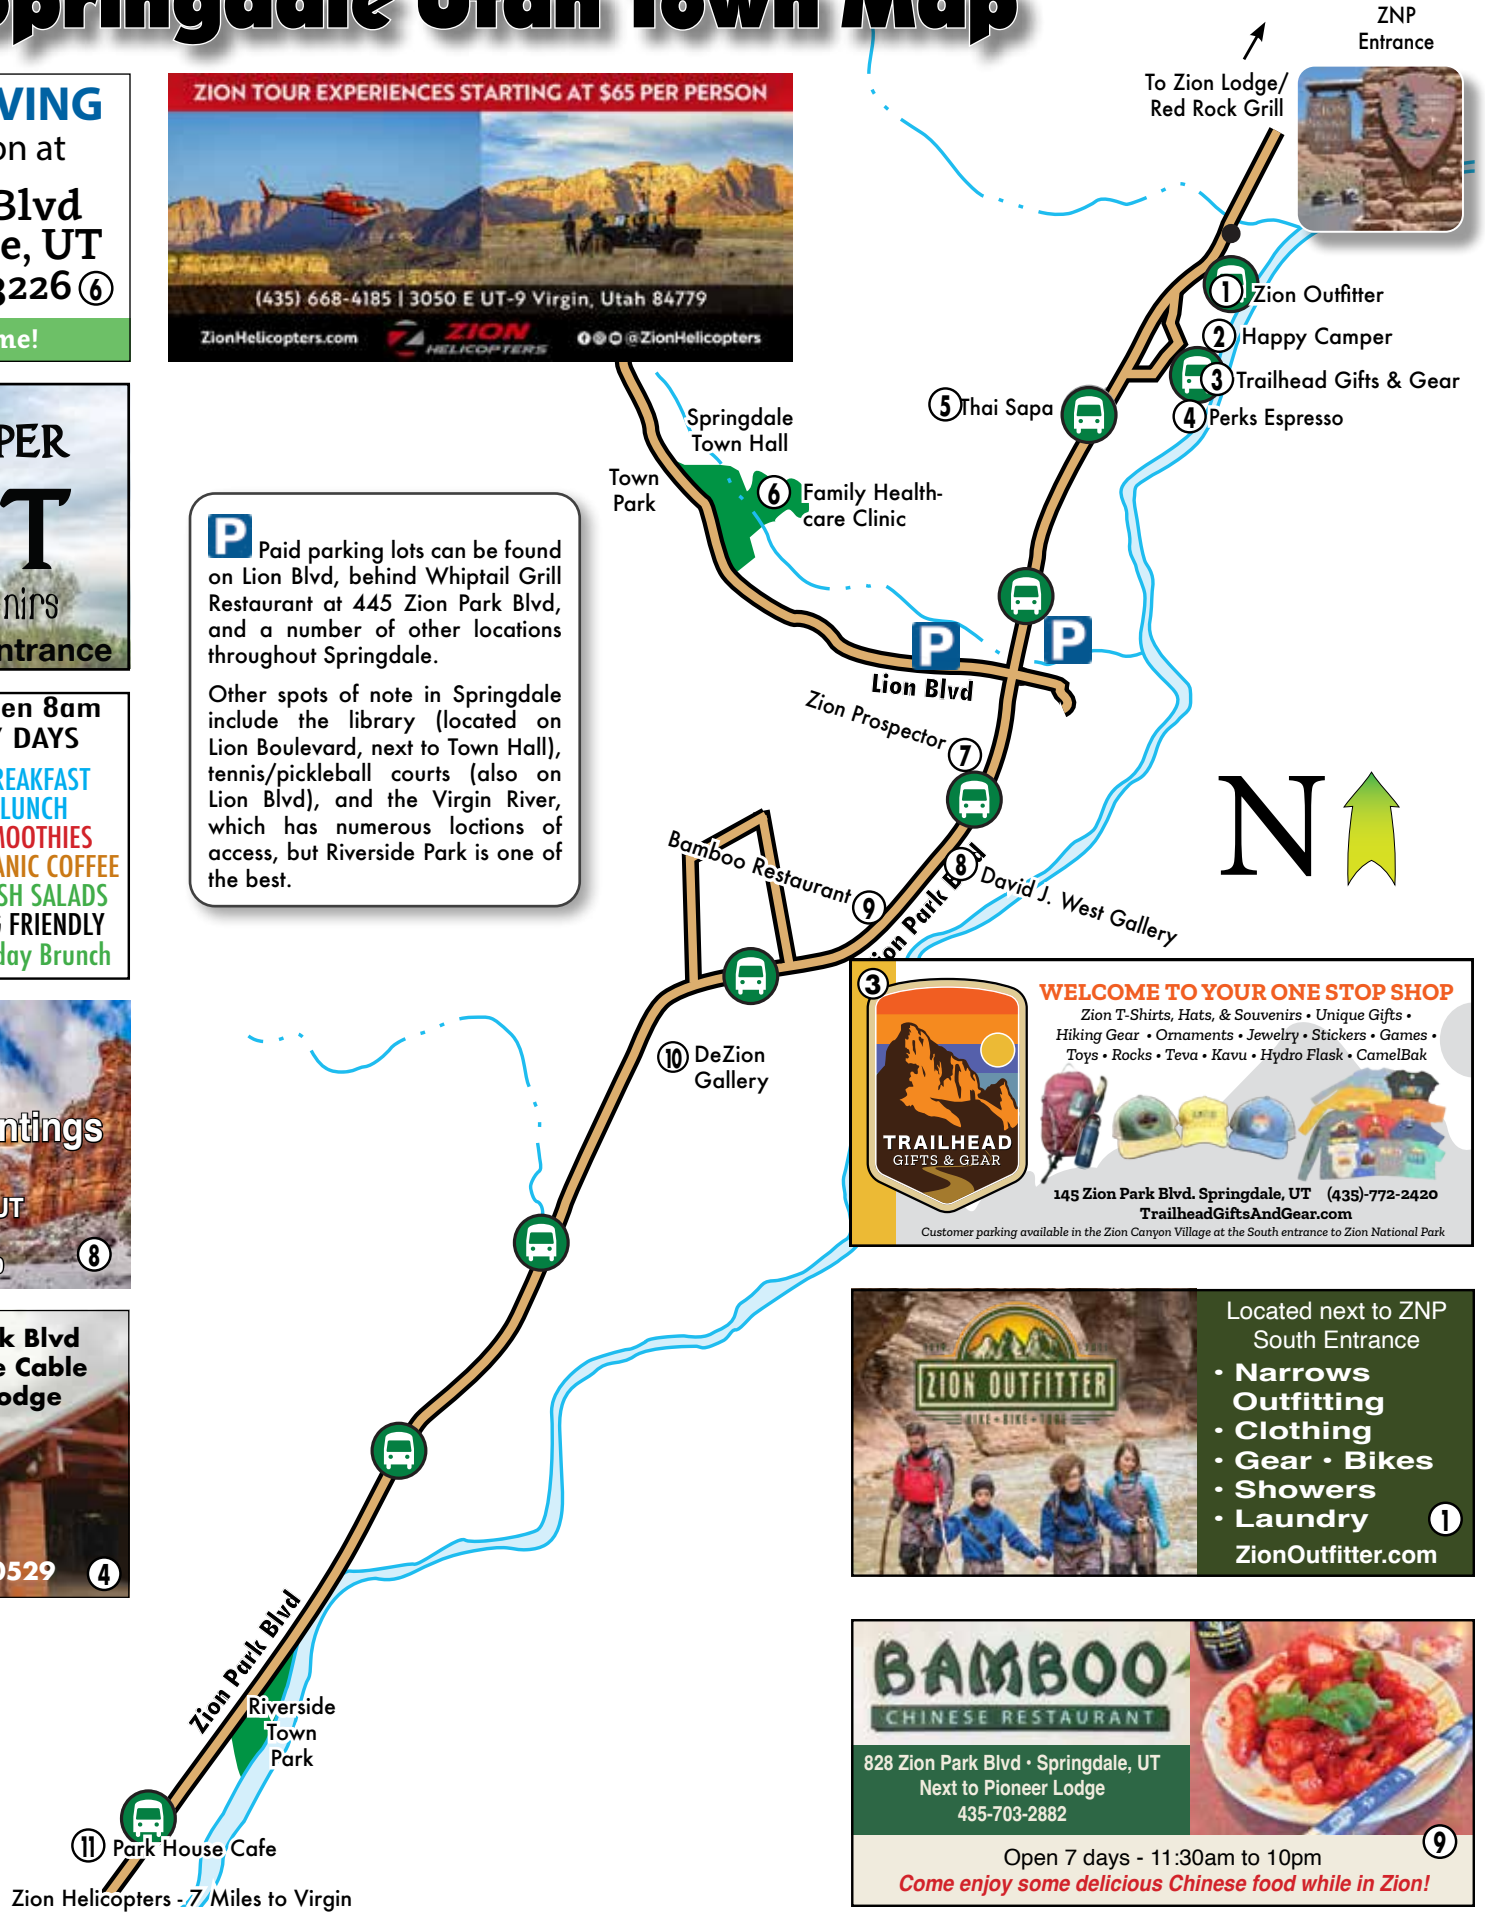 Springdale Utah Town Map
ZNP
Entrance
To Zion Lodge/
Red Rock Grill
VING
on at
Blvd
e, UT
3226 6
me!
ZION TOUR EXPERIENCES STARTING AT $65 PER PERSON
(435) 668-4185 | 3050 E UT-9 Virgin, Utah 84779
ZionHelicopters.com
ZION
HELICOPTERS
@ZionHelicopters
1 Zion Outfitter
2 Happy Camper
3 Trailhead Gifts & Gear
4 Perks Espresso
5 Thai Sapa
Springdale
Town Hall
Town
Park
6 Family Health-
care Clinic
PER
T
nirs
ntrance
P Paid parking lots can be found
on Lion Blvd, behind Whiptail Grill
Restaurant at 445 Zion Park Blvd,
and a number of other locations
throughout Springdale.
Other spots of note in Springdale
include the library (located on
Lion Boulevard, next to Town Hall),
tennis/pickleball courts (also on
Lion Blvd), and the Virgin River,
which has numerous loctions of
access, but Riverside Park is one of
the best.
P
P
Lion Blvd
Zion Prospector 7
N
en 8am
Y DAYS
REAKFAST
LUNCH
MOOTHIES
ANIC COFFEE
SH SALADS
G FRIENDLY
day Brunch
Bamboo Restaurant 9
8 David J. West Gallery
ion Park B d
10 DeZion
Gallery
3
TRAILHEAD
GIFTS & GEAR
WELCOME TO YOUR ONE STOP SHOP
Zion T-Shirts, Hats, & Souvenirs • Unique Gifts •
Hiking Gear • Ornaments • Jewelry • Stickers • Games •
Toys • Rocks • Teva • Kavu • Hydro Flask • CamelBak
145 Zion Park Blvd. Springdale, UT (435)-772-2420
TrailheadGiftsAndGear.com
Customer parking available in the Zion Canyon Village at the South entrance to Zion National Park
ntings
UT
8
k Blvd
e Cable
odge
0529 4
ZION OUTFITTER
HIKE • BIKE • TOUR
Located next to ZNP
South Entrance
• Narrows
Outfitting
• Clothing
• Gear • Bikes
• Showers
• Laundry
1
ZionOutfitter.com
Zion Park Blvd
Riverside
Town
Park
11 Park House Cafe
Zion Helicopters - 7 Miles to Virgin
BAMBOO
CHINESE RESTAURANT
828 Zion Park Blvd • Springdale, UT
Next to Pioneer Lodge
435-703-2882
9
Open 7 days - 11:30am to 10pm
Come enjoy some delicious Chinese food while in Zion!